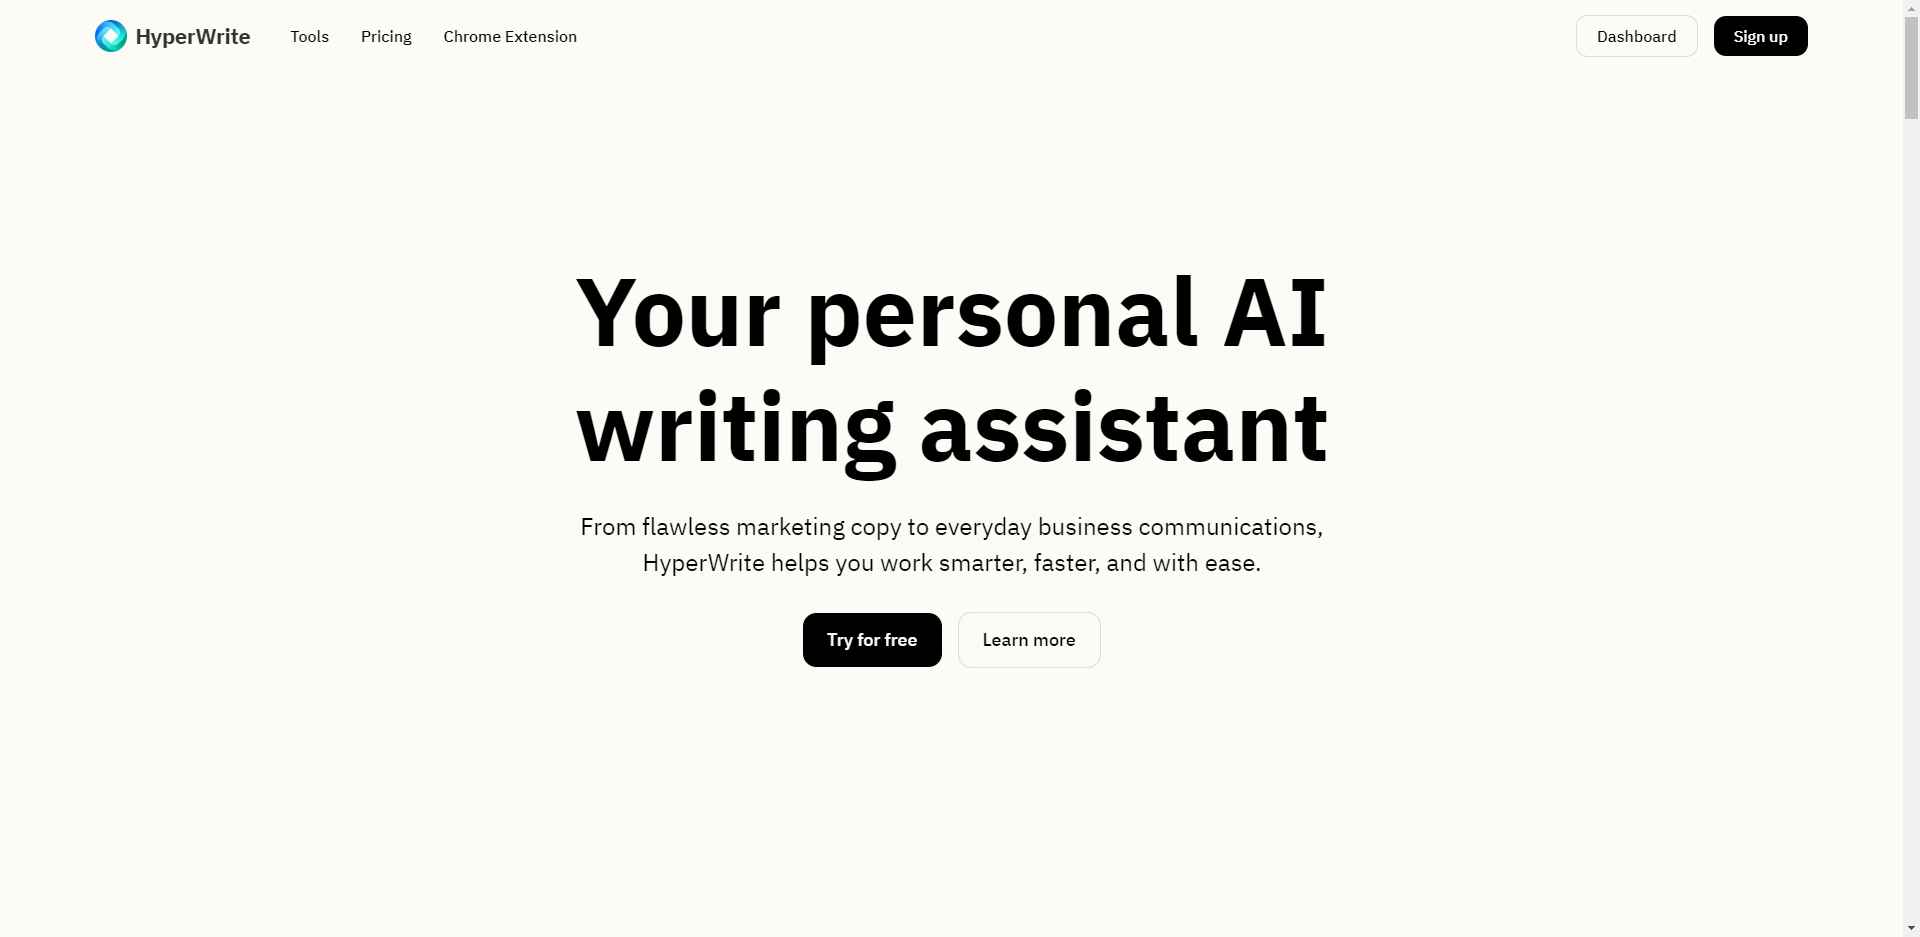 HyperWrite
Tools
Pricing
Chrome Extension
Dashboard
Sign up
Your personal AI
writing assistant
From flawless marketing copy to everyday business communications,
HyperWrite helps you work smarter, faster, and with ease.
Try for free
Learn more